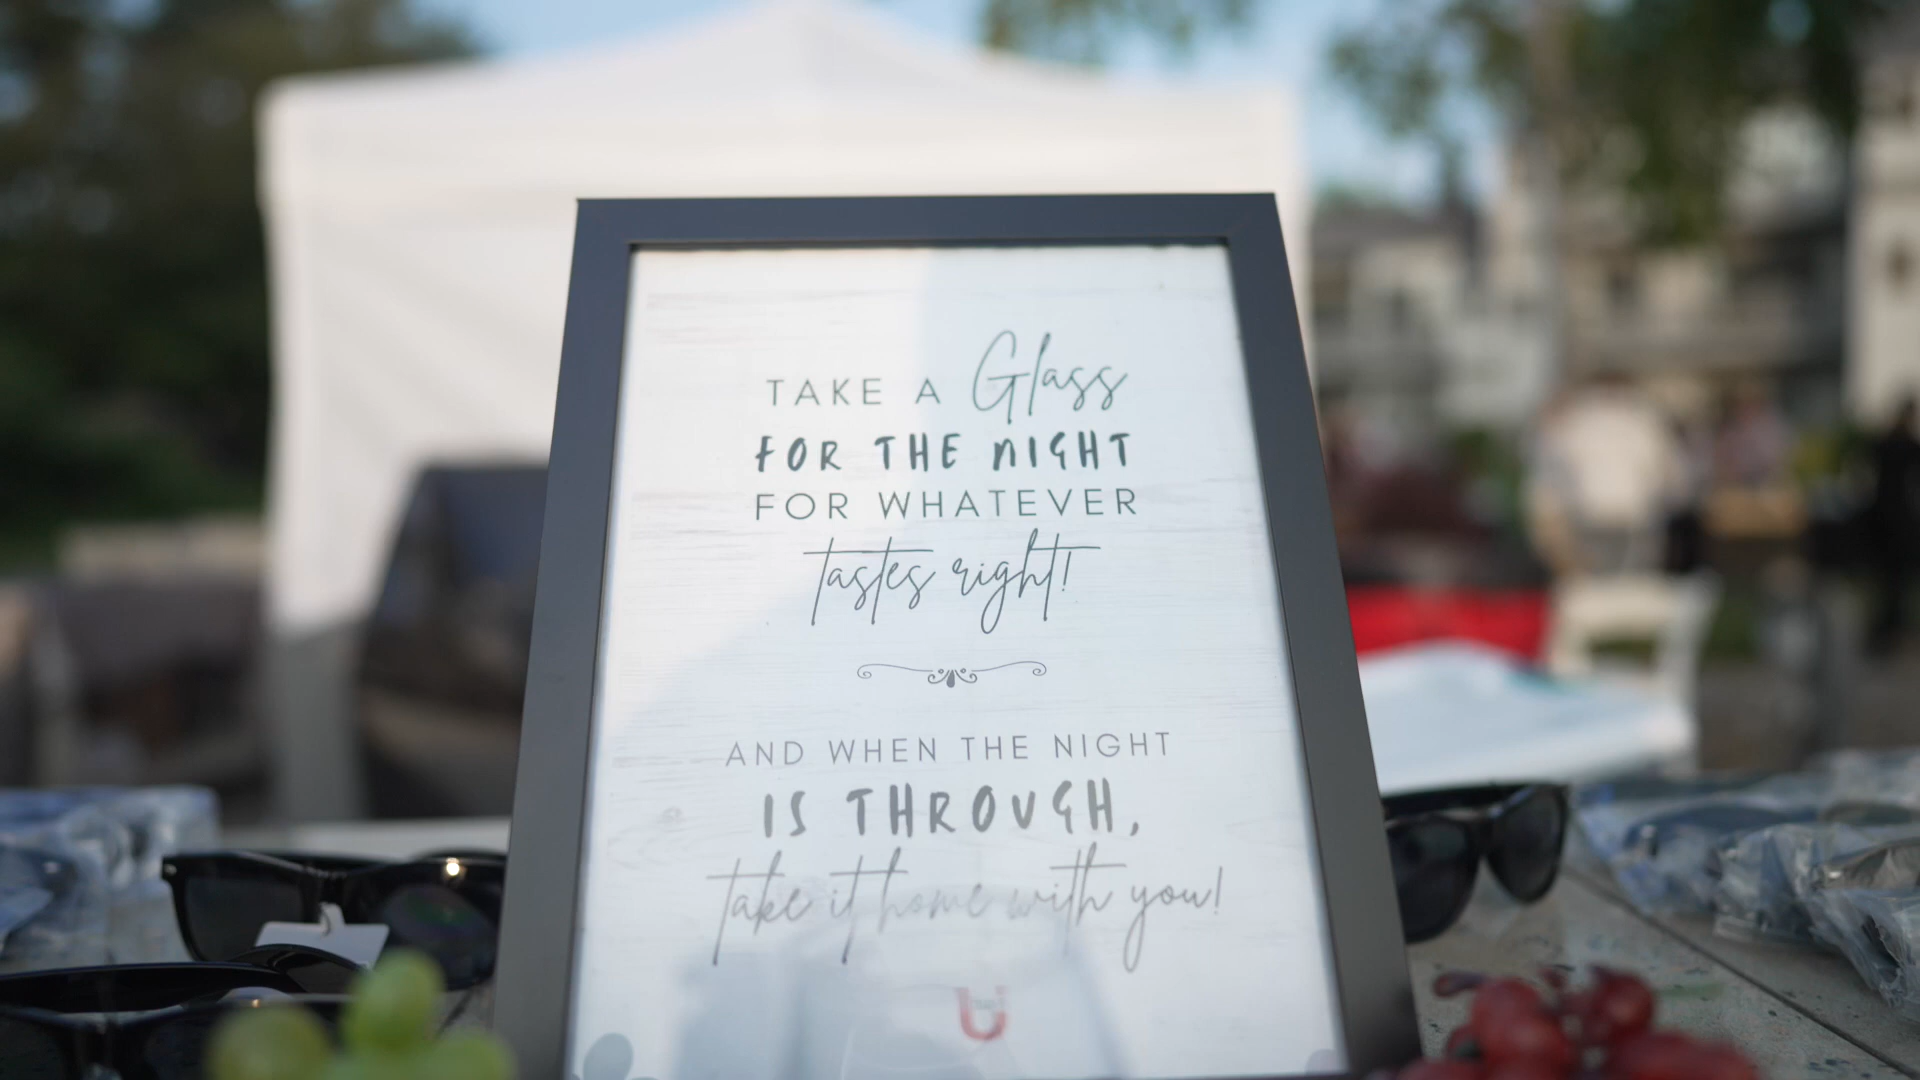 TAKE A Glass
FOR THE NIGHT
FOR WHATEVER
tastes right!
AND WHEN THE NIGHT
IS THROUGH,
take it home with you!